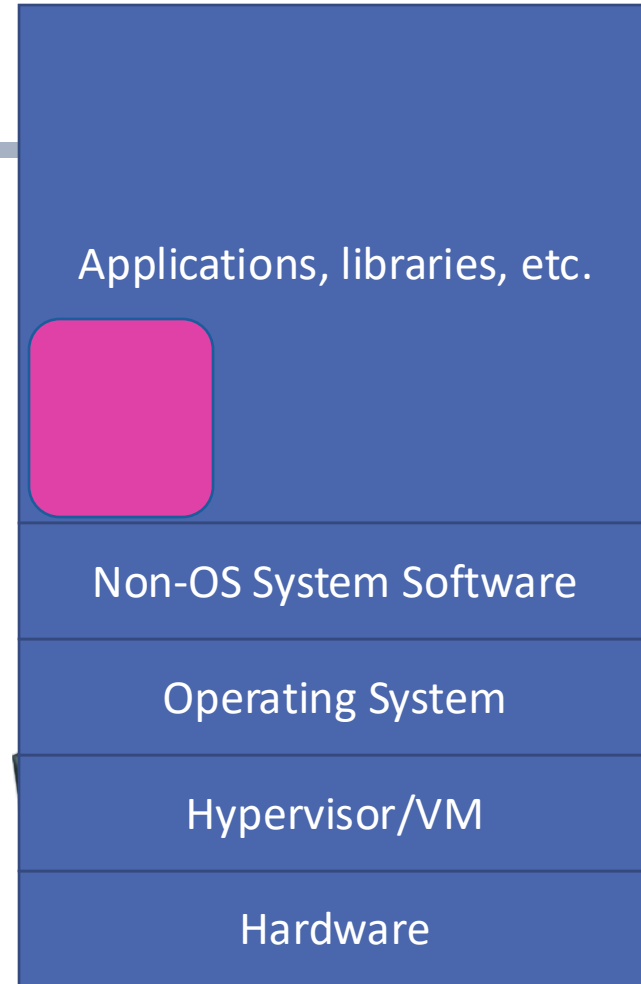 Applications, libraries, etc.
Non-OS System Software
Operating System
Hypervisor/VM
Hardware